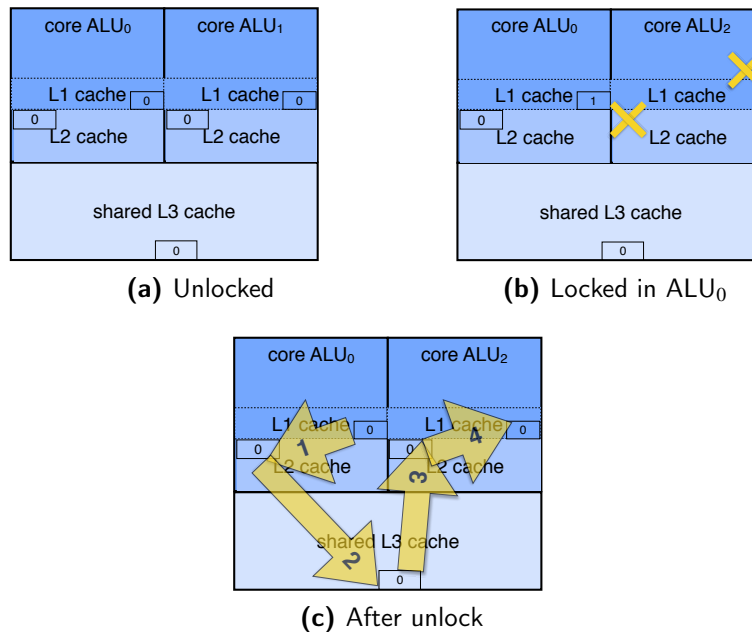 core ALU0 core ALU1 core ALU0 core ALU2
L1 cache 0 L1 cache 0 L1 cache 1 L1 cache
0 0 0
L2 cache L2 cache L2 cache L2 cache
shared L3 cache shared L3 cache
0 0
(a) Unlocked (b) Locked in ALU0
core ALU0 core ALU2
L1 cache 0 L1 cache 0
0 1 0 3 4
L2 cache L2 cache
shared L3 cache
2
0
(c) After unlock